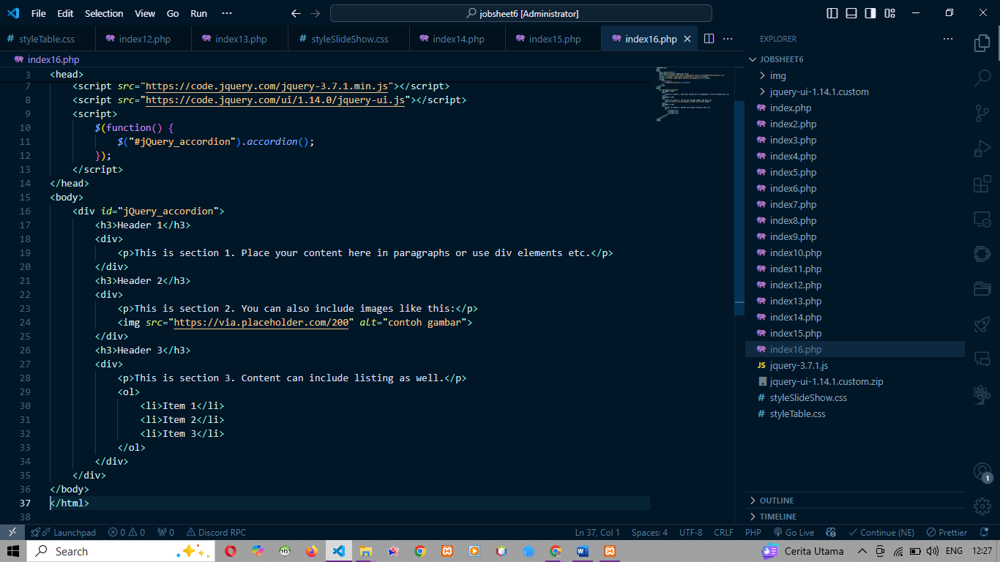 File Edit Selection View Go Run ··· jobsheet6 [Administrator]
# styleTable.css index12.php index13.php # styleSlideShow.css index14.php index15.php index16.php
index16.php
3 <head>
7 <script src="https://code.jquery.com/jquery-3.7.1.min.js"></script>
8 <script src="https://code.jquery.com/ui/1.14.0/jquery-ui.js"></script>
9 <script>
10 $(function() {
11 $("#jQuery_accordion").accordion();
12 });
13 </script>
14 </head>
15 <body>
16 <div id="jQuery_accordion">
17 <h3>Header 1</h3>
18 <div>
19 <p>This is section 1. Place your content here in paragraphs or use div elements etc.</p>
20 </div>
21 <h3>Header 2</h3>
22 <div>
23 <p>This is section 2. You can also include images like this:</p>
24 <img src="https://via.placeholder.com/200" alt="contoh gambar">
25 </div>
26 <h3>Header 3</h3>
27 <div>
28 <p>This is section 3. Content can include listing as well.</p>
29 <ol>
30 <li>Item 1</li>
31 <li>Item 2</li>
32 <li>Item 3</li>
33 </ol>
34 </div>
35 </div>
36 </body>
37 </html>
38
EXPLORER
JOBSHEET6
img
jquery-ui-1.14.1.custom
index.php
index2.php
index3.php
index4.php
index5.php
index6.php
index7.php
index8.php
index9.php
index10.php
index11.php
index12.php
index13.php
index14.php
index15.php
index16.php
JS jquery-3.7.1.js
jquery-ui-1.14.1.custom.zip
# styleSlideShow.css
# styleTable.css
OUTLINE
TIMELINE
1
Launchpad 0 0 0 Discord RPC Ln 37, Col 1 Spaces: 4 UTF-8 CRLF PHP Go Live Continue (NE) Prettier
Search HS Cerita Utama ENG 12:27